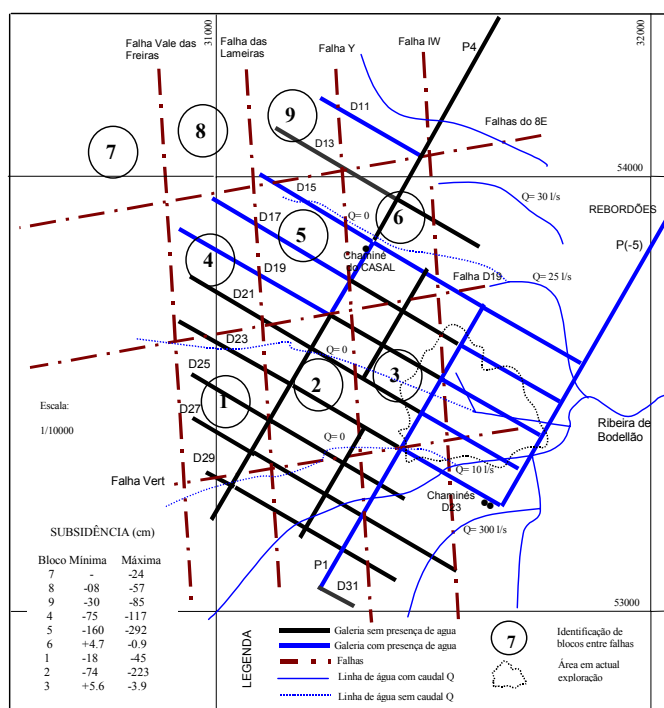 31000
32000
Falha Vale das
Freiras
Falha das
Lameiras
Falha Y
Falha IW
P4
D11
Falhas do 8E
9
8
7
D13
54000
D15
Q= 30 l/s
REBORDÕES
P(-5)
Q= 0
6
D17
5
Chaminé
do CASAL
Q= 25 l/s
4
D19
Falha D19
D21
D23
Q= 0
D25
2
3
1
Escala:
1/10000
D27
Ribeira de
Bodellão
Q= 0
D29
Q= 10 l/s
Falha Vert
Chaminés
D23
Q= 300 l/s
SUBSIDÊNCIA (cm)
Bloco Mínima Máxima
7 - -24
8 -08 -57
9 -30 -85
4 -75 -117
5 -160 -292
6 +4.7 -0.9
1 -18 -45
2 -74 -223
3 +5.6 -3.9
P1
D31
53000
LEGENDA
Galeria sem presença de agua
Galeria com presença de agua
Falhas
Linha de água com caudal Q
Linha de água sem caudal Q
7
Identificação de
blocos entre falhas
Área em actual
exploração